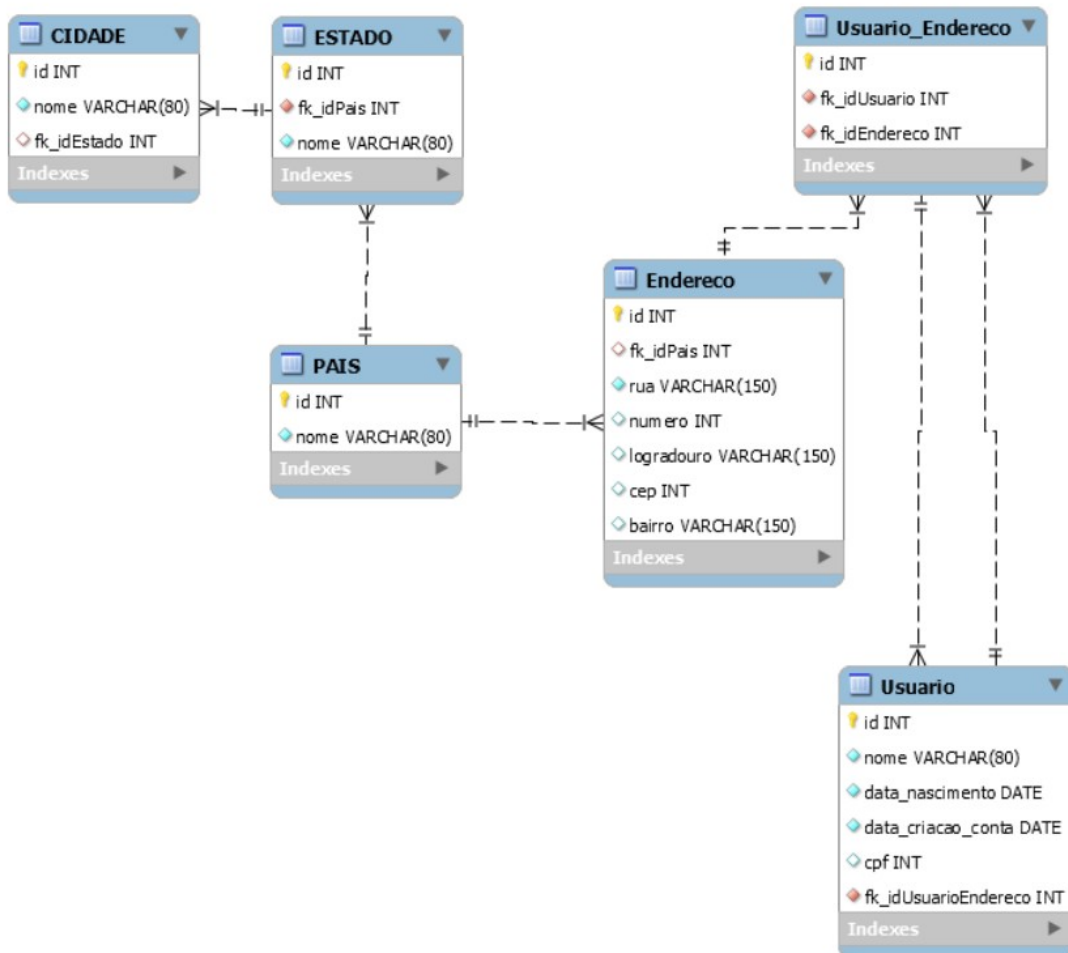 CIDADE
id INT
nome VARCHAR(80)
fk_idEstado INT
Indexes
ESTADO
id INT
fk_idPais INT
nome VARCHAR(80)
Indexes
Usuario_Endereco
id INT
fk_idUsuario INT
fk_idEndereco INT
Indexes
PAIS
id INT
nome VARCHAR(80)
Indexes
Endereco
id INT
fk_idPais INT
rua VARCHAR(150)
numero INT
logradouro VARCHAR(150)
cep INT
bairro VARCHAR(150)
Indexes
Usuario
id INT
nome VARCHAR(80)
data_nascimento DATE
data_criacao_conta DATE
cpf INT
fk_idUsuarioEndereco INT
Indexes